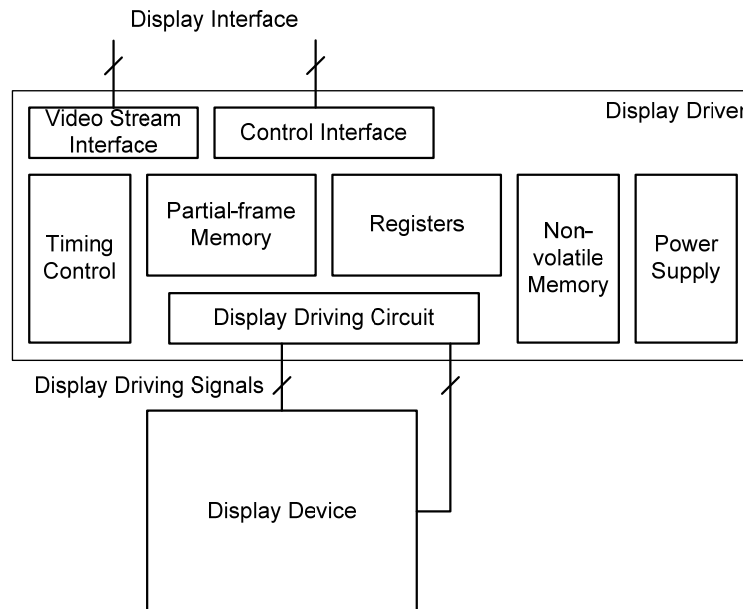 Display Interface
Display Driver
Video Stream
Interface
Control Interface
Timing
Control
Partial-frame
Memory
Registers
Non-
volatile
Memory
Power
Supply
Display Driving Circuit
Display Driving Signals
Display Device